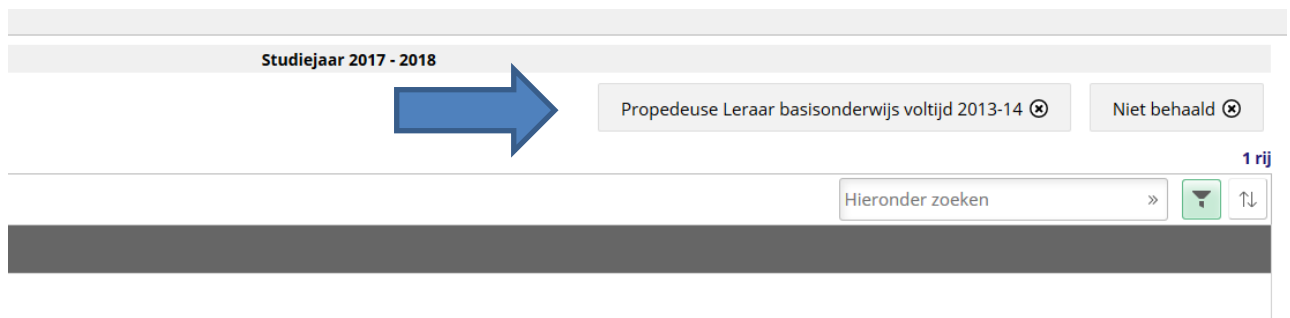 Studiejaar 2017 - 2018
Propedeuse Leraar basisonderwijs voltijd 2013-14 Niet behaald
1 rij
Hieronder zoeken »